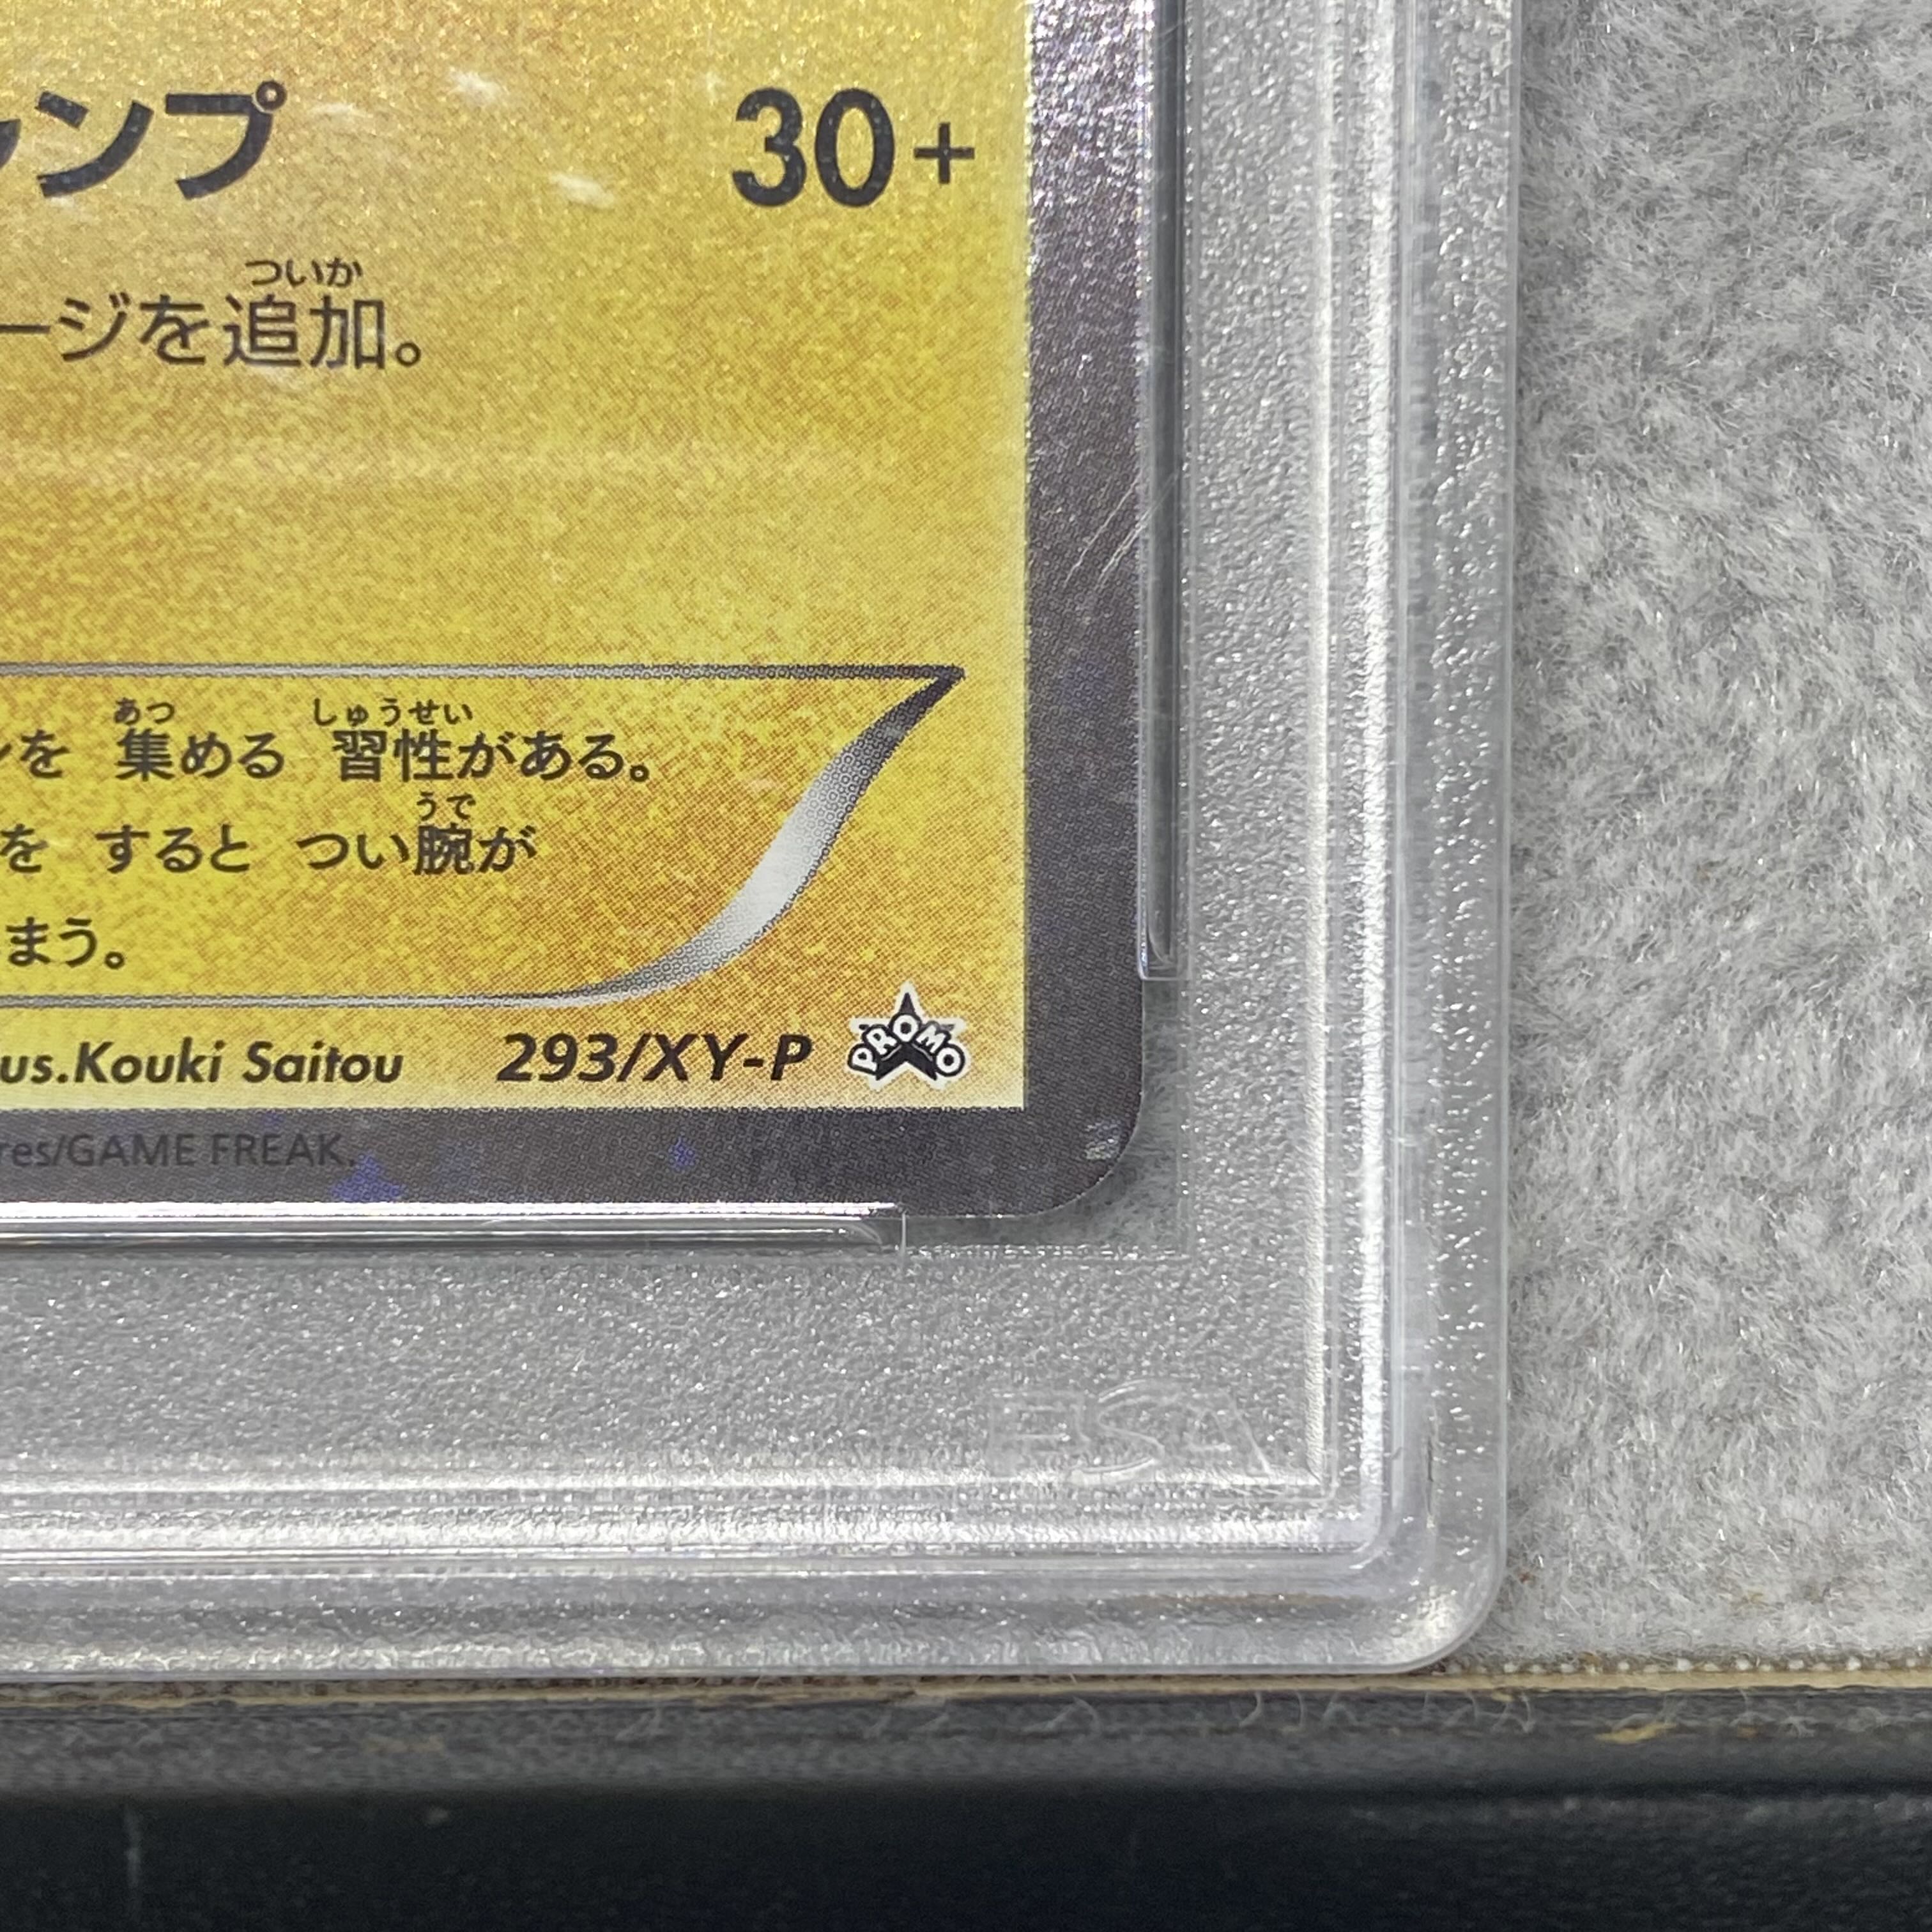 ンプ 30+
ついか
ージを追加。
あつ しゅうせい
を 集める 習性がある。
うで
を すると つい腕が
まう。
us.Kouki Saitou 293/XY-P PROMO
res/GAME FREAK.
PSA